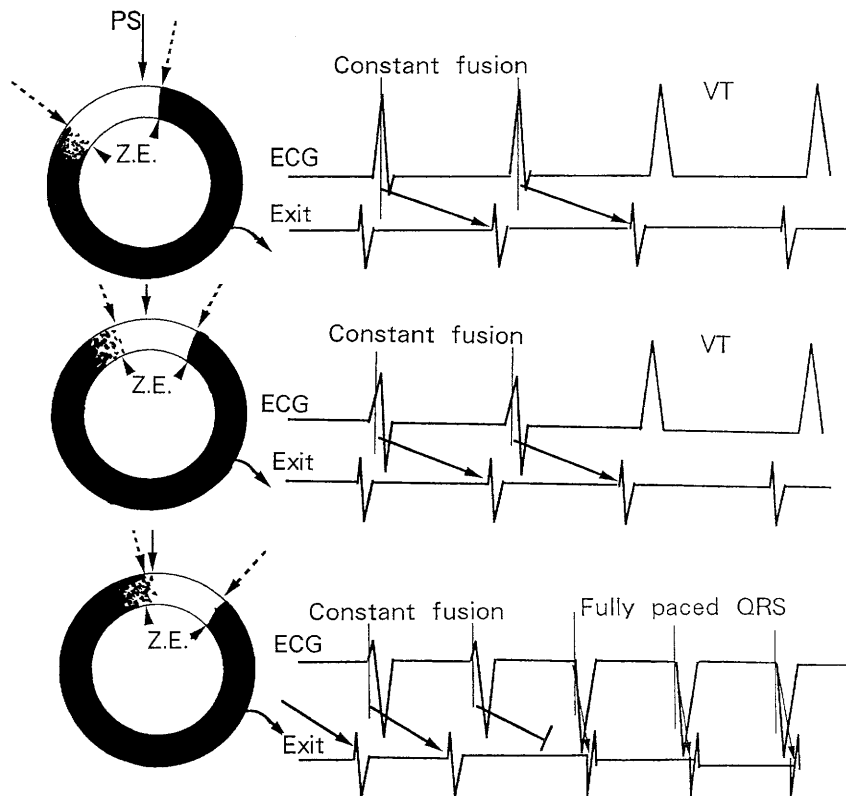 PS
Constant fusion
VT
Z.E.
ECG
Exit
Constant fusion
VT
Z.E.
ECG
Exit
Constant fusion
Fully paced QRS
Z.E.
ECG
Exit